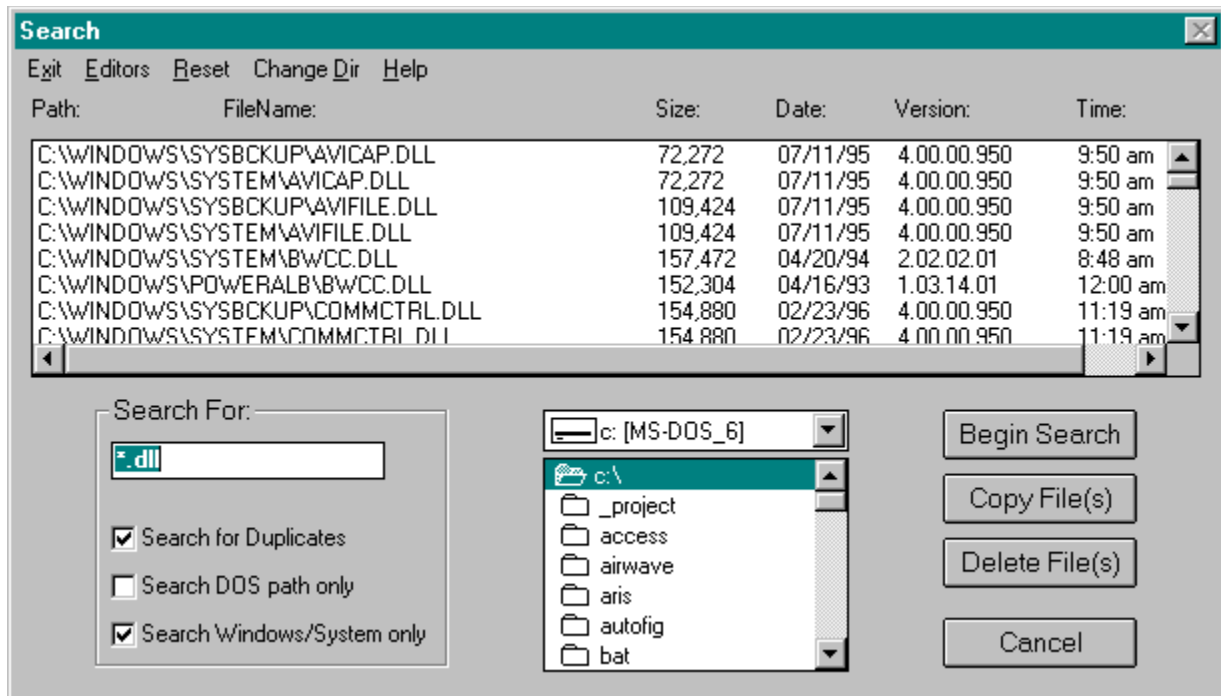 Search
Exit Editors Reset Change Dir Help
Path: FileName: Size: Date: Version: Time:
C:\WINDOWS\SYSBCKUP\AVICAP.DLL 72,272 07/11/95 4.00.00.950 9:50 am
C:\WINDOWS\SYSTEM\AVICAP.DLL 72,272 07/11/95 4.00.00.950 9:50 am
C:\WINDOWS\SYSBCKUP\AVIFILE.DLL 109,424 07/11/95 4.00.00.950 9:50 am
C:\WINDOWS\SYSTEM\AVIFILE.DLL 109,424 07/11/95 4.00.00.950 9:50 am
C:\WINDOWS\SYSTEM\BWCC.DLL 157,472 04/20/94 2.02.02.01 8:48 am
C:\WINDOWS\POWERALB\BWCC.DLL 152,304 04/16/93 1.03.14.01 12:00 am
C:\WINDOWS\SYSBCKUP\COMMCTRL.DLL 154,880 02/23/96 4.00.00.950 11:19 am
C:\WINDOWS\SYSTEM\COMMCTRL.DLL 154,880 02/23/96 4.00.00.950 11:19 am
Search For:
*.dll
Search for Duplicates
Search DOS path only
Search Windows/System only
c: [MS-DOS_6]
c:\
_project
access
airwave
aris
autofig
bat
Begin Search
Copy File(s)
Delete File(s)
Cancel